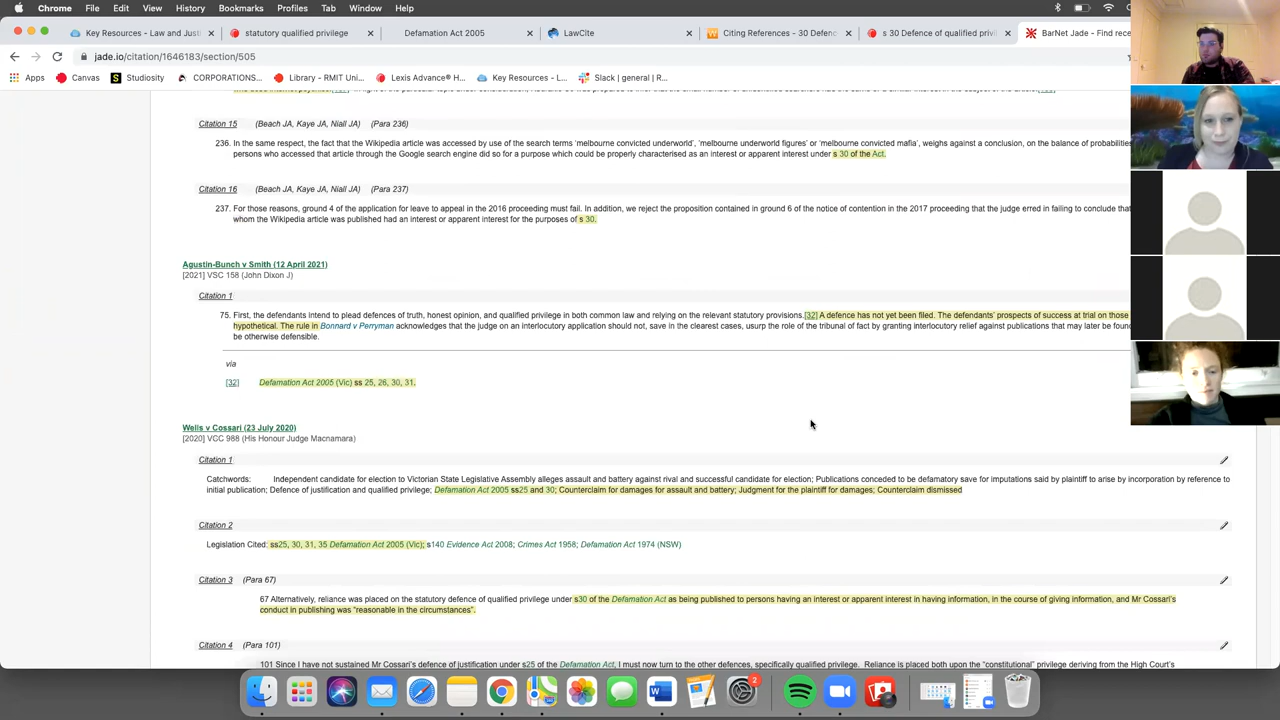 Chrome File Edit View History Bookmarks People Tab Window Help
Key Resources - Law and Just
statutory qualified privilege
Defamation Act 2005
LawCite
Citing References - 30 Defenc
s 30 Defence of qualified privil
BarNet Jade - Find rece
jade.io/citation/1646183/section/505
Apps Canvas Studiosity CORPORATIONS... Library - RMIT Uni... Lexis Advance® H... Key Resources - L... Slack | general | R...
Citation 15 (Beach JA, Kaye JA, Niall JA) (Para 236)
236. In the same respect, the fact that the Wikipedia article was accessed by use of the search terms 'melbourne convicted underworld', 'melbourne underworld figures' or 'melbourne convicted mafia', weighs against a conclusion, on the balance of probabilities
persons who accessed that article through the Google search engine did so for a purpose which could be properly characterised as an interest or apparent interest under s 30 of the Act.
Citation 16 (Beach JA, Kaye JA, Niall JA) (Para 237)
237. For those reasons, ground 4 of the application for leave to appeal in the 2016 proceeding must fail. In addition, we reject the proposition contained in ground 6 of the notice of contention in the 2017 proceeding that the judge erred in failing to conclude that
whom the Wikipedia article was published had an interest or apparent interest for the purposes of s 30.
Agustin-Bunch v Smith (12 April 2021)
[2021] VSC 158 (John Dixon J)
Citation 1
75. First, the defendants intend to plead defences of truth, honest opinion, and qualified privilege in both common law and relying on the relevant statutory provisions.[32] A defence has not yet been filed. The defendants' prospects of success at trial on those
hypothetical. The rule in Bonnard v Perryman acknowledges that the judge on an interlocutory application should not, save in the clearest cases, usurp the role of the tribunal of fact by granting interlocutory relief against publications that may later be foun
be otherwise defensible.
via
[32] Defamation Act 2005 (Vic) ss 25, 26, 30, 31.
Wells v Cossari (23 July 2020)
[2020] VCC 988 (His Honour Judge Macnamara)
Citation 1
Catchwords: Independent candidate for election to Victorian State Legislative Assembly alleges assault and battery against rival and successful candidate for election; Publications conceded to be defamatory save for imputations said by plaintiff to arise by incorporation by reference to
initial publication; Defence of justification and qualified privilege; Defamation Act 2005 ss25 and 30; Counterclaim for damages for assault and battery; Judgment for the plaintiff for damages; Counterclaim dismissed
Citation 2
Legislation Cited: ss25, 30, 31, 35 Defamation Act 2005 (Vic); s140 Evidence Act 2008; Crimes Act 1958; Defamation Act 1974 (NSW)
Citation 3 (Para 67)
67 Alternatively, reliance was placed on the statutory defence of qualified privilege under s30 of the Defamation Act as being published to persons having an interest or apparent interest in having information, in the course of giving information, and Mr Cossari's
conduct in publishing was "reasonable in the circumstances".
Citation 4 (Para 101)
101 Since I have not sustained Mr Cossari's defence of justification under s25 of the Defamation Act, I must now turn to the other defences, specifically qualified privilege. Reliance is placed both upon the "constitutional" privilege deriving from the High Court's
2